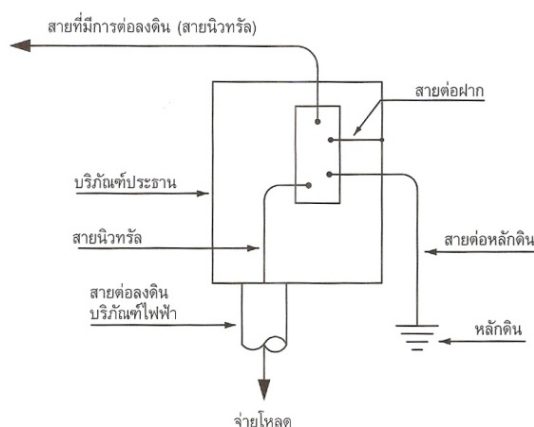 สายที่มีการต่อลงดิน (สายนิวทรัล)
สายต่อฝาก
บริภัณฑ์ประธาน
สายนิวทรัล
สายต่อหลักดิน
สายต่อลงดิน
บริภัณฑ์ไฟฟ้า
หลักดิน
จ่ายโหลด